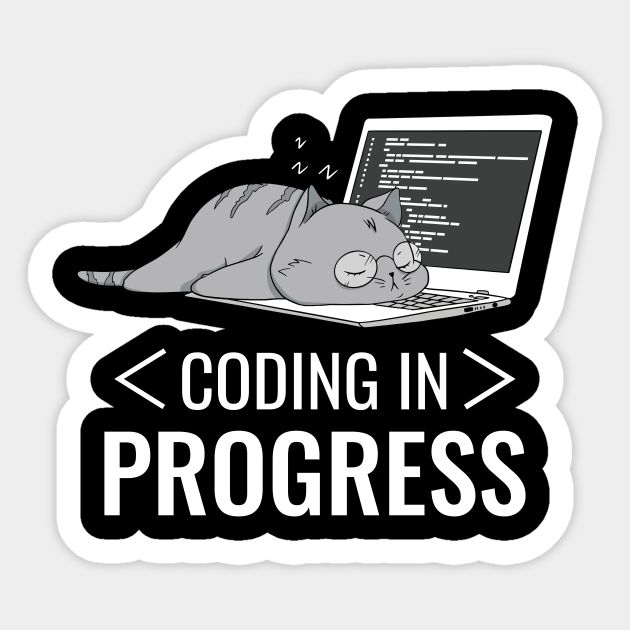 z
z z
< CODING IN >
PROGRESS